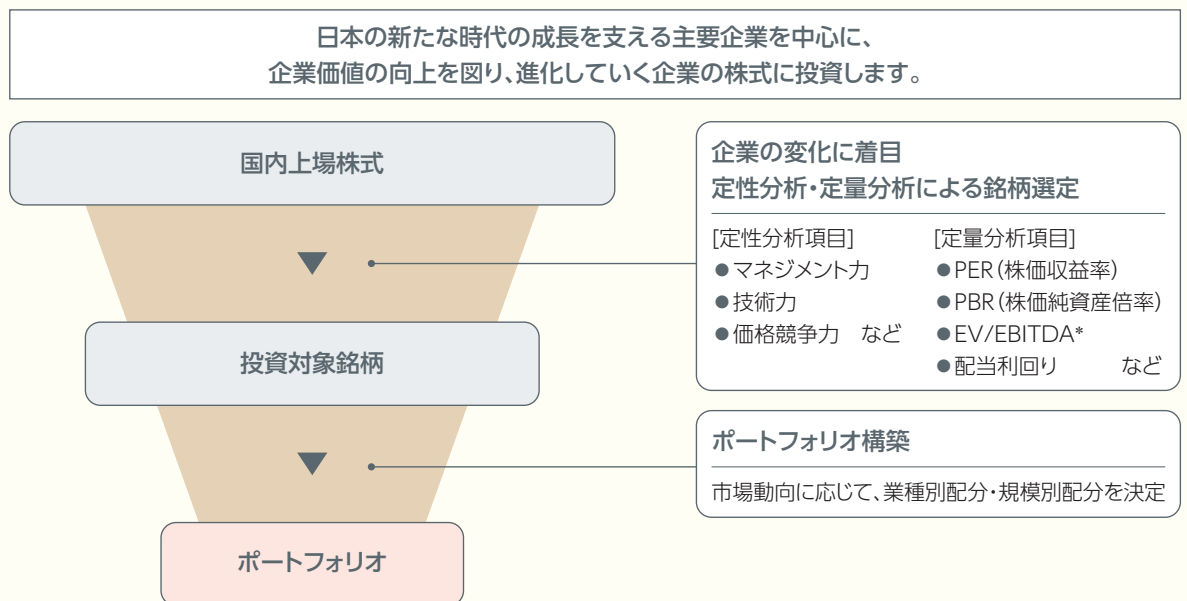 日本の新たな時代の成長を支える主要企業を中心に、
企業価値の向上を図り、進化していく企業の株式に投資します。
国内上場株式
企業の変化に着目
定性分析・定量分析による銘柄選定
[定性分析項目]
●マネジメント力
●技術力
●価格競争力 など
[定量分析項目]
●PER(株価収益率)
●PBR(株価純資産倍率)
●EV/EBITDA*
●配当利回り など
投資対象銘柄
ポートフォリオ構築
市場動向に応じて、業種別配分・規模別配分を決定
ポートフォリオ